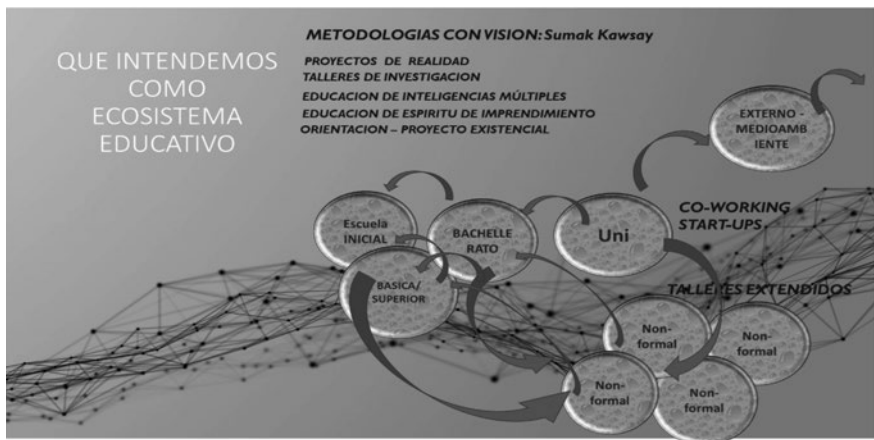 QUE INTENDEMOS
COMO
ECOSISTEMA
EDUCATIVO
METODOLOGIAS CON VISION: Sumak Kawsay
PROYECTOS DE REALIDAD
TALLERES DE INVESTIGACION
EDUCACION DE INTELIGENCIAS MÚLTIPLES
EDUCACION DE ESPIRITU DE IMPRENDIMIENTO
ORIENTACION – PROYECTO EXISTENCIAL
EXTERNO -
MEDIOAMB
IENTE
Escuela
INICIAL
BACHELLE
RATO
Uni
CO-WORKING
START-UPS
BASICA/
SUPERIOR
TALLERES EXTENDIDOS
Non-
formal
Non-
formal
Non-
formal
Non-
formal